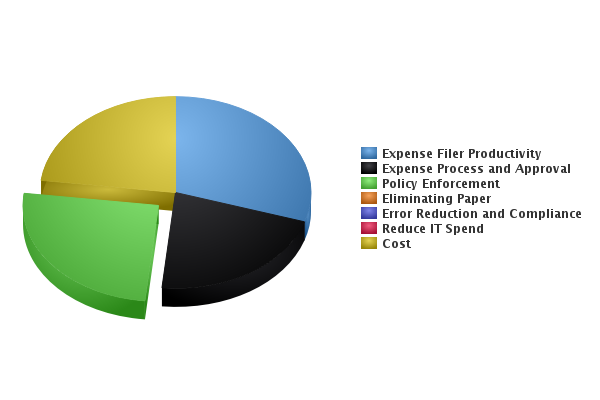 Expense Filer Productivity
Expense Process and Approval
Policy Enforcement
Eliminating Paper
Error Reduction and Compliance
Reduce IT Spend
Cost